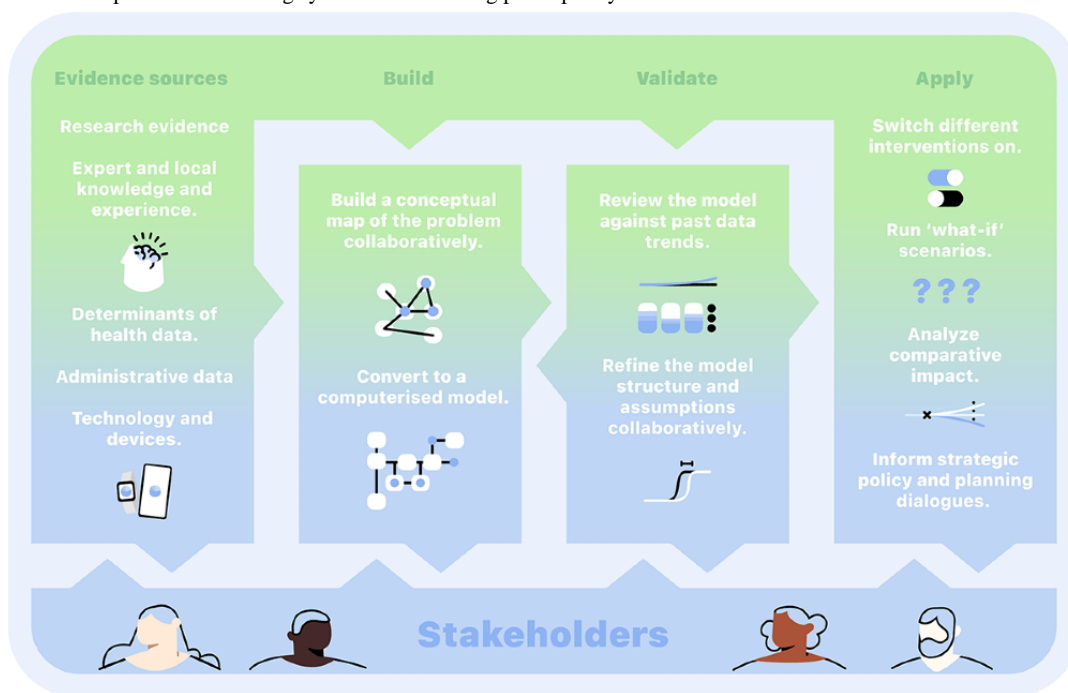 Evidence sources
Research evidence
Expert and local
knowledge and
experience.
Determinants of
health data.
Administrative data
Technology and
devices.
Build
Build a conceptual
map of the problem
collaboratively.
Convert to a
computerised model.
Validate
Review the model
against past data
trends.
Refine the model
structure and
assumptions
collaboratively.
Apply
Switch different
interventions on.
Run ‘what-if’
scenarios.
???
Analyze
comparative
impact.
Inform strategic
policy and planning
dialogues.
Stakeholders